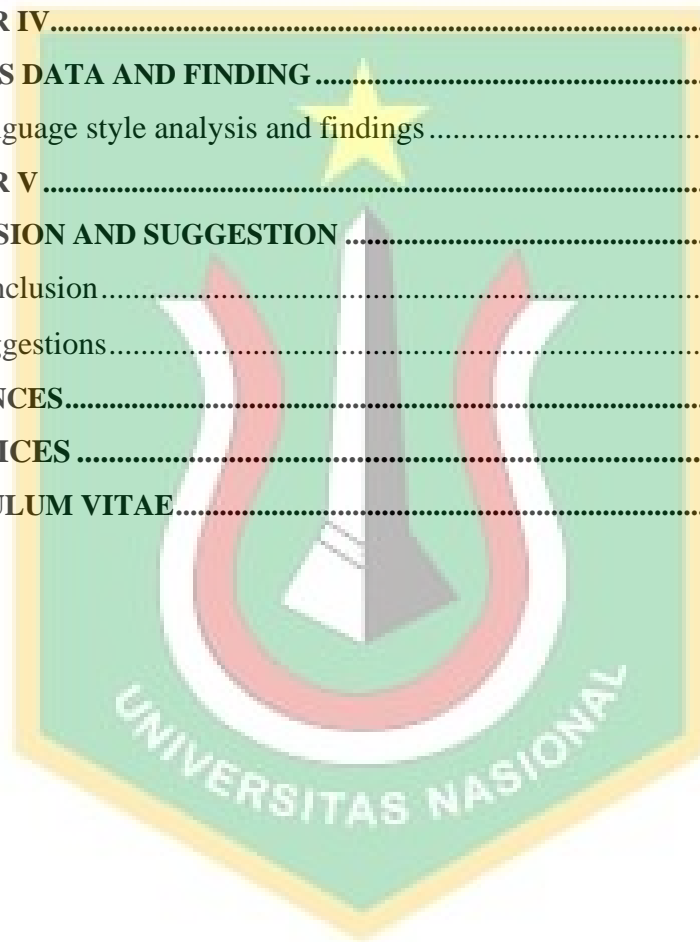 R IV
S DATA AND FINDING
guage style analysis and findings
R V
SION AND SUGGESTION
nclusion
ggestions
NCES
ICES
ULUM VITAE
UNIVERSITAS NASIONAL